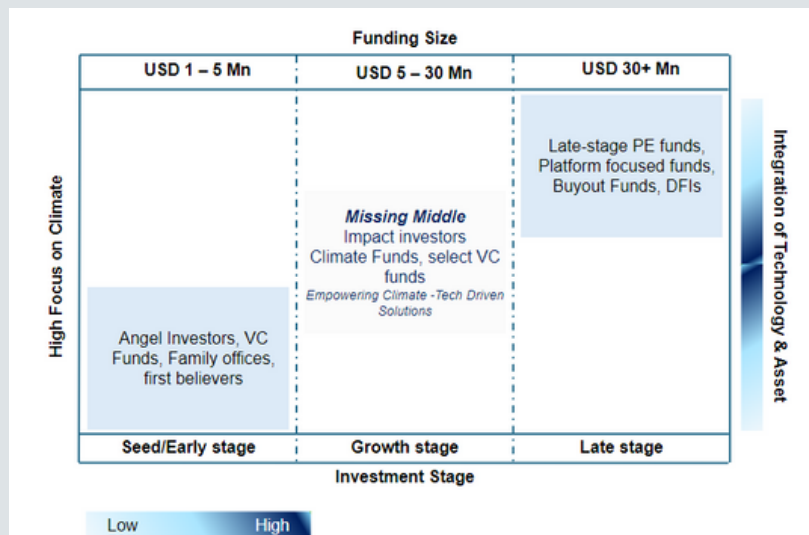 Funding Size
USD 1 – 5 Mn
USD 5 – 30 Mn
USD 30+ Mn
High Focus on Climate
Late-stage PE funds,
Platform focused funds,
Buyout Funds, DFIs
Missing Middle
Impact investors
Climate Funds, select VC
funds
Empowering Climate -Tech Driven
Solutions
Angel Investors, VC
Funds, Family offices,
first believers
Integration of Technology & Asset
Seed/Early stage
Growth stage
Late stage
Investment Stage
Low
High